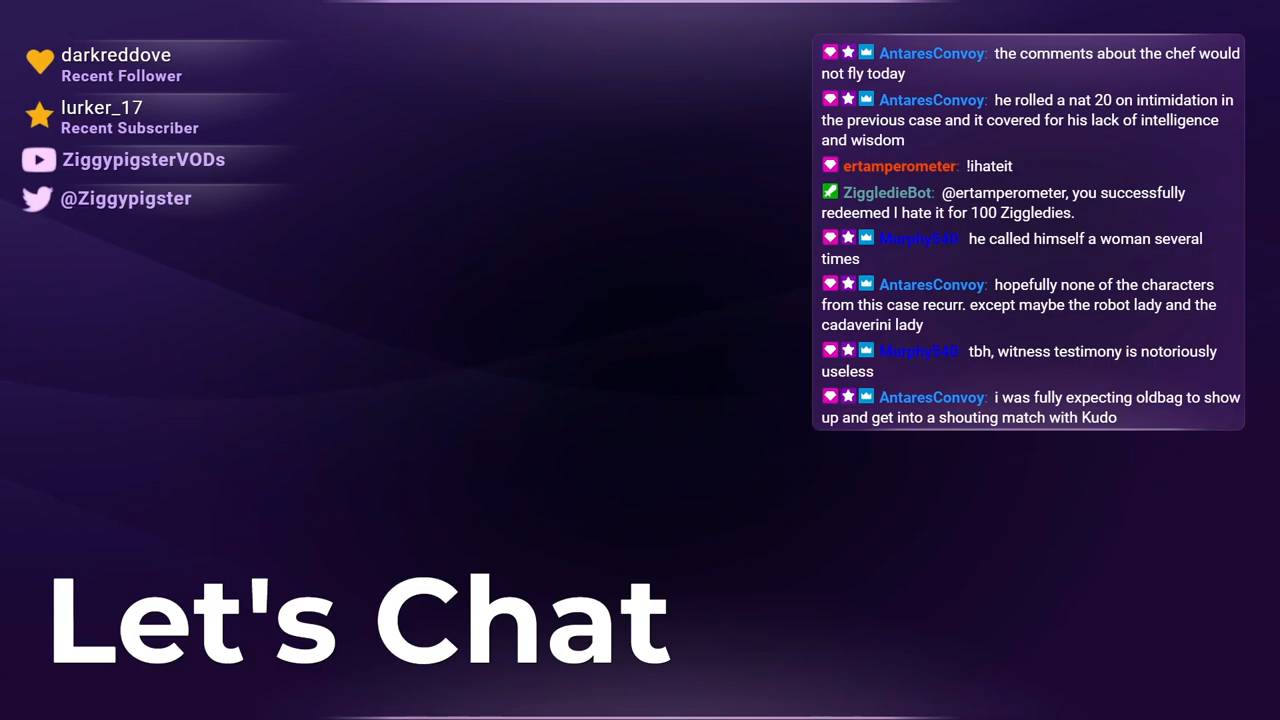 darkreddove
Recent Follower
lurker_17
Recent Subscriber
ZiggypigsterVODs
@Ziggypigster
AntaresConvoy: the comments about the chef would
not fly today
AntaresConvoy: he rolled a nat 20 on intimidation in
the previous case and it covered for his lack of intelligence
and wisdom
ertamperometer: !ihateit
ZiggledieBot: @ertamperometer, you successfully
redeemed I hate it for 100 Ziggledies.
Murphy540: he called himself a woman several
times
AntaresConvoy: hopefully none of the characters
from this case recurr. except maybe the robot lady and the
cadaverini lady
Murphy540: tbh, witness testimony is notoriously
useless
AntaresConvoy: i was fully expecting oldbag to show
up and get into a shouting match with Kudo
Let's Chat